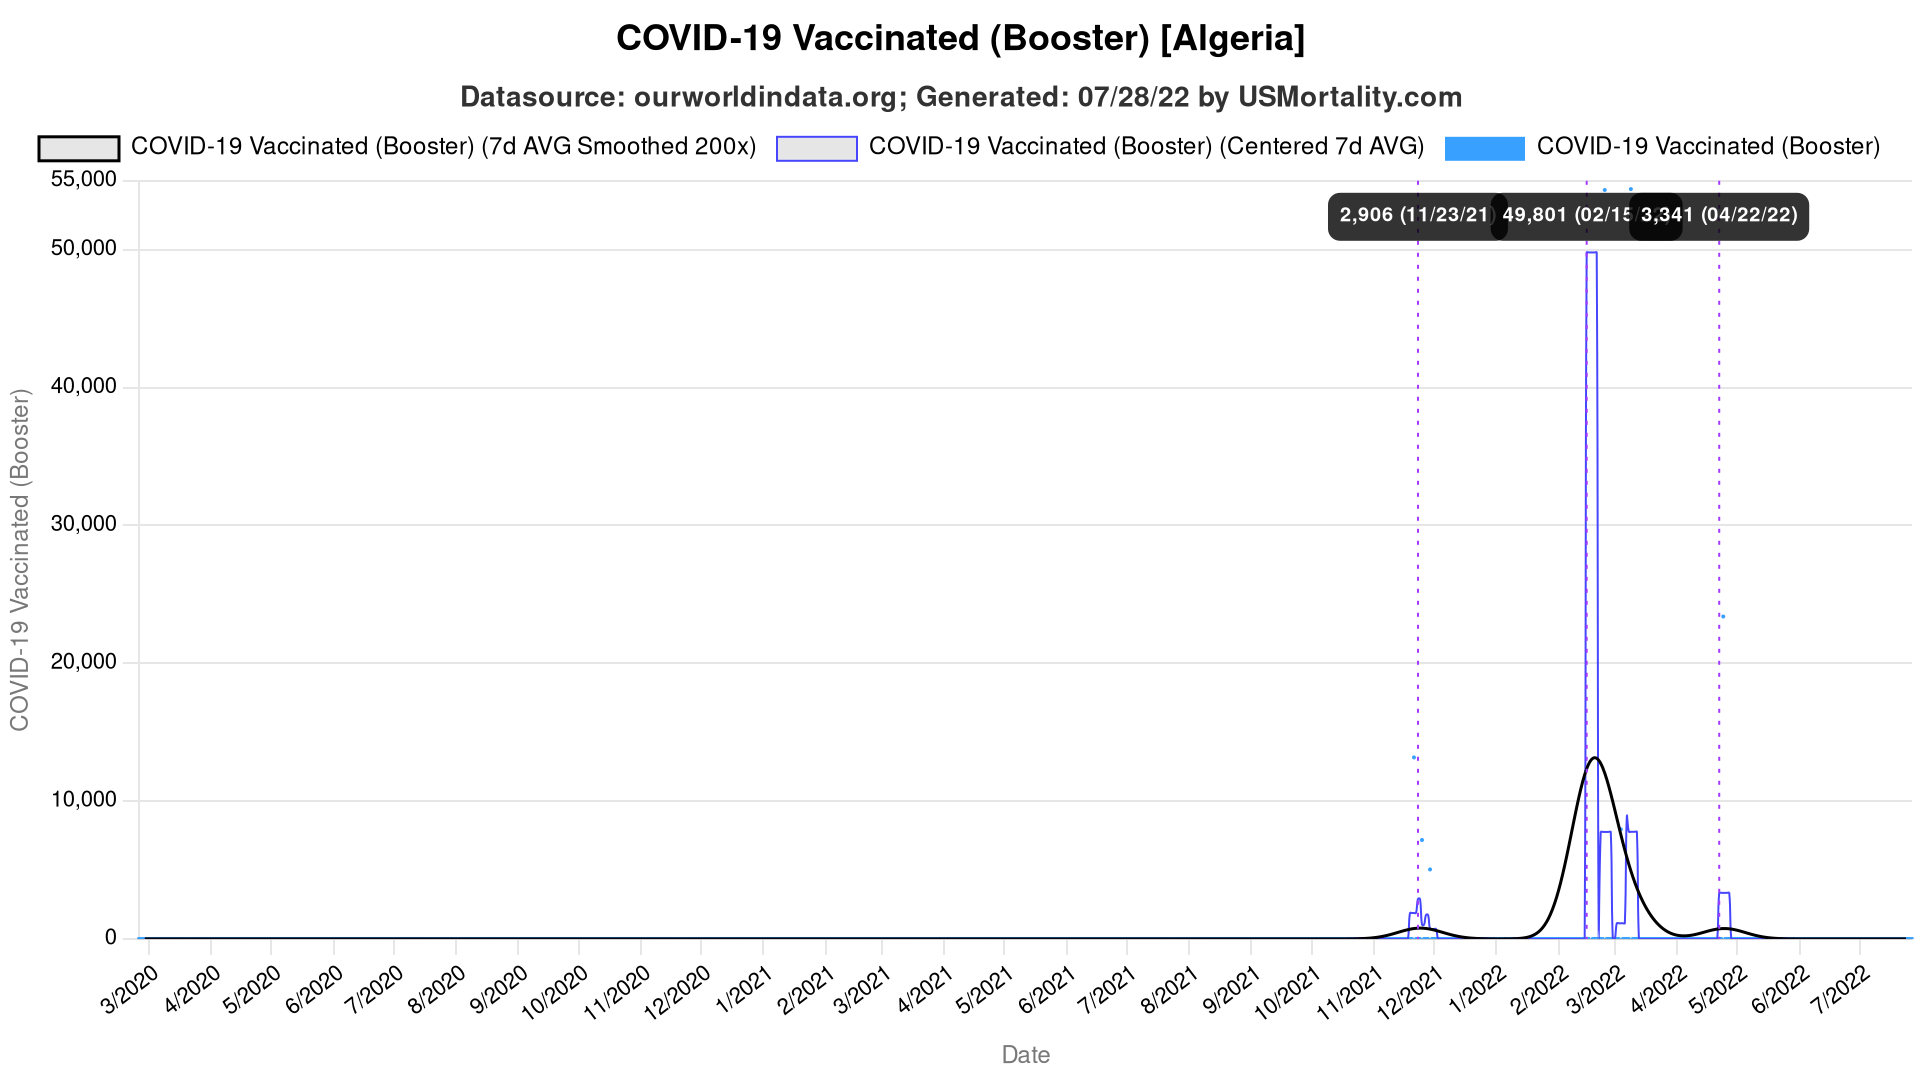 COVID-19 Vaccinated (Booster) [Algeria]
Datasource: ourworldindata.org; Generated: 07/28/22 by USMortality.com
COVID-19 Vaccinated (Booster) (7d AVG Smoothed 200x) COVID-19 Vaccinated (Booster) (Centered 7d AVG) COVID-19 Vaccinated (Booster)
55,000
2,906 (11/23/21) 49,801 (02/15/ 3,341 (04/22/22)
50,000
40,000
30,000
20,000
10,000
0
COVID-19 Vaccinated (Booster)
3/2020 4/2020 5/2020 6/2020 7/2020 8/2020 9/2020 10/2020 11/2020 12/2020 1/2021 2/2021 3/2021 4/2021 5/2021 6/2021 7/2021 8/2021 9/2021 10/2021 11/2021 12/2021 1/2022 2/2022 3/2022 4/2022 5/2022 6/2022 7/2022
Date